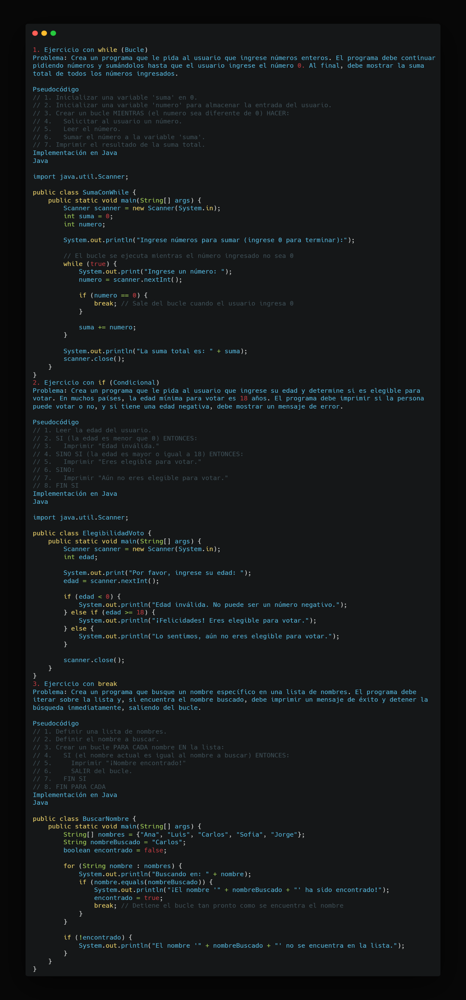 1. Ejercicio con while (Bucle)
Problema: Crea un programa que le pida al usuario que ingrese números enteros. El programa debe continuar
pidiendo números y sumándolos hasta que el usuario ingrese el número 0. Al final, debe mostrar la suma
total de todos los números ingresados.

Pseudocódigo
// 1. Inicializar una variable 'suma' en 0.
// 2. Inicializar una variable 'numero' para almacenar la entrada del usuario.
// 3. Crear un bucle MIENTRAS (el numero sea diferente de 0) HACER:
// 4.   Solicitar al usuario un número.
// 5.   Leer el número.
// 6.   Sumar el número a la variable 'suma'.
// 7. Imprimir el resultado de la suma total.
Implementación en Java
Java

import java.util.Scanner;

public class SumaConWhile {
    public static void main(String[] args) {
        Scanner scanner = new Scanner(System.in);
        int suma = 0;
        int numero;

        System.out.println("Ingrese números para sumar (ingrese 0 para terminar):");

        // El bucle se ejecuta mientras el número ingresado no sea 0
        while (true) {
            System.out.print("Ingrese un número: ");
            numero = scanner.nextInt();

            if (numero == 0) {
                break; // Sale del bucle cuando el usuario ingresa 0
            }

            suma += numero;
        }

        System.out.println("La suma total es: " + suma);
        scanner.close();
    }
}
2. Ejercicio con if (Condicional)
Problema: Crea un programa que le pida al usuario que ingrese su edad y determine si es elegible para
votar. En muchos países, la edad mínima para votar es 18 años. El programa debe imprimir si la persona
puede votar o no, y si tiene una edad negativa, debe mostrar un mensaje de error.

Pseudocódigo
// 1. Leer la edad del usuario.
// 2. SI (la edad es menor que 0) ENTONCES:
// 3.   Imprimir "Edad inválida."
// 4. SINO SI (la edad es mayor o igual a 18) ENTONCES:
// 5.   Imprimir "Eres elegible para votar."
// 6. SINO:
// 7.   Imprimir "Aún no eres elegible para votar."
// 8. FIN SI
Implementación en Java
Java

import java.util.Scanner;

public class ElegibilidadVoto {
    public static void main(String[] args) {
        Scanner scanner = new Scanner(System.in);
        int edad;

        System.out.print("Por favor, ingrese su edad: ");
        edad = scanner.nextInt();

        if (edad < 0) {
            System.out.println("Edad inválida. No puede ser un número negativo.");
        } else if (edad >= 18) {
            System.out.println("¡Felicidades! Eres elegible para votar.");
        } else {
            System.out.println("Lo sentimos, aún no eres elegible para votar.");
        }

        scanner.close();
    }
}
3. Ejercicio con break
Problema: Crea un programa que busque un nombre específico en una lista de nombres. El programa debe
iterar sobre la lista y, si encuentra el nombre buscado, debe imprimir un mensaje de éxito y detener la
búsqueda inmediatamente, saliendo del bucle.

Pseudocódigo
// 1. Definir una lista de nombres.
// 2. Definir el nombre a buscar.
// 3. Crear un bucle PARA CADA nombre EN la lista:
// 4.   SI (el nombre actual es igual al nombre a buscar) ENTONCES:
// 5.     Imprimir "¡Nombre encontrado!"
// 6.     SALIR del bucle.
// 7.   FIN SI
// 8. FIN PARA CADA
Implementación en Java
Java

public class BuscarNombre {
    public static void main(String[] args) {
        String[] nombres = {"Ana", "Luis", "Carlos", "Sofia", "Jorge"};
        String nombreBuscado = "Carlos";
        boolean encontrado = false;

        for (String nombre : nombres) {
            System.out.println("Buscando en: " + nombre);
            if (nombre.equals(nombreBuscado)) {
                System.out.println("¡El nombre '" + nombreBuscado + "' ha sido encontrado!");
                encontrado = true;
                break; // Detiene el bucle tan pronto como se encuentra el nombre
            }
        }

        if (!encontrado) {
            System.out.println("El nombre '" + nombreBuscado + "' no se encuentra en la lista.");
        }
    }
}